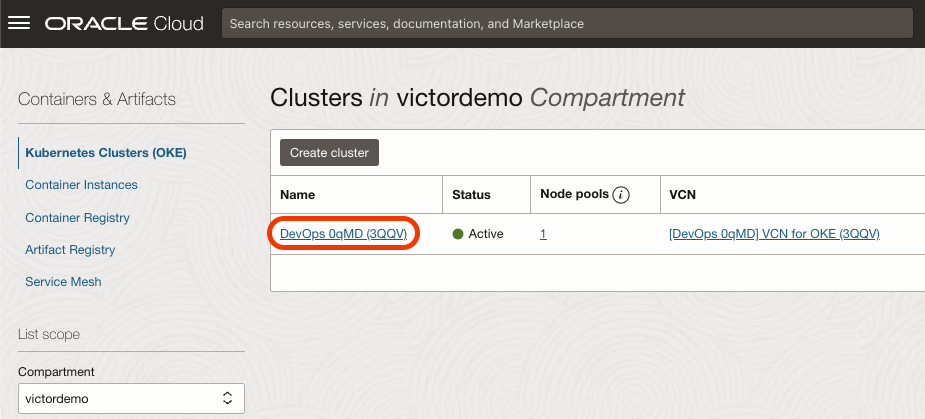 ORACLE Cloud
Search resources, services, documentation, and Marketplace
Containers & Artifacts
Kubernetes Clusters (OKE)
Container Instances
Container Registry
Artifact Registry
Service Mesh
List scope
Compartment
victordemo
Clusters in victordemo Compartment
Create cluster
Name Status Node pools i VCN
DevOps 0qMD (3QQV) Active 1 [DevOps 0qMD] VCN for OKE (3QQV)